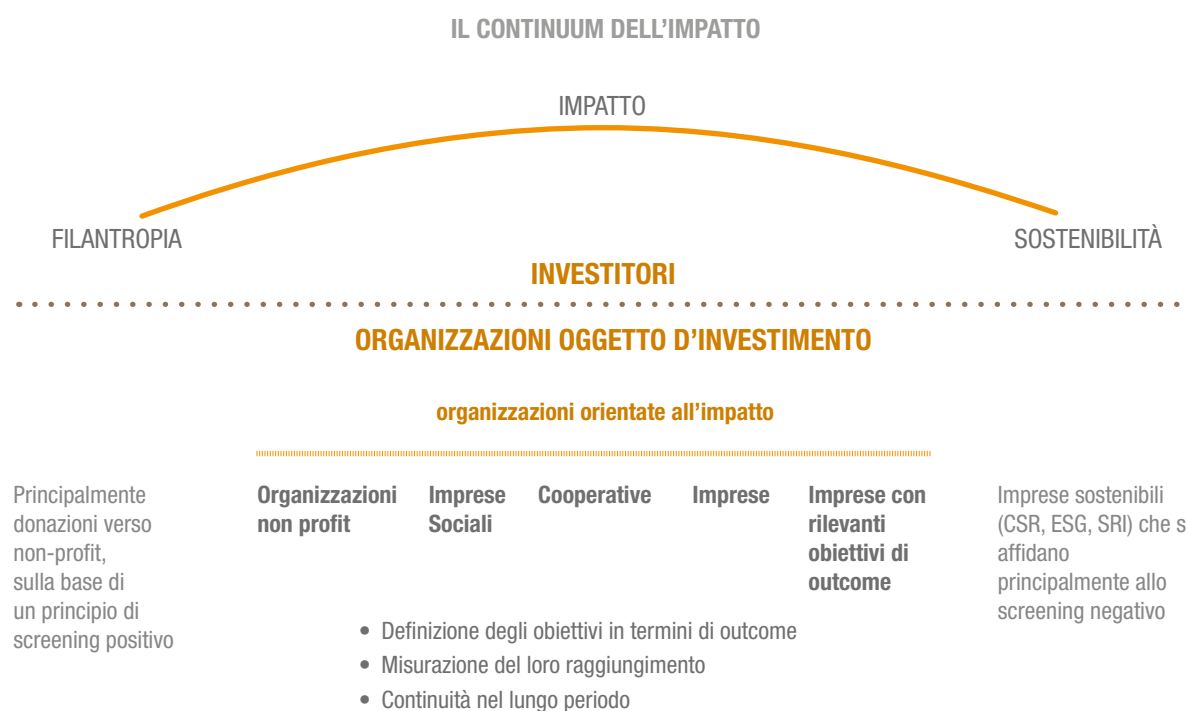 IL CONTINUUM DELL’IMPATTO
IMPATTO
FILANTROPIA
SOSTENIBILITÀ
INVESTITORI
ORGANIZZAZIONI OGGETTO D’INVESTIMENTO
organizzazioni orientate all’impatto
Principalmente
donazioni verso
non-profit,
sulla base di
un principio di
screening positivo
Organizzazioni
non profit
Imprese
Sociali
Cooperative
Imprese
Imprese con
rilevanti
obiettivi di
outcome
Imprese sostenibili
(CSR, ESG, SRI) che s
affidano
principalmente allo
screening negativo
• Definizione degli obiettivi in termini di outcome
• Misurazione del loro raggiungimento
• Continuità nel lungo periodo